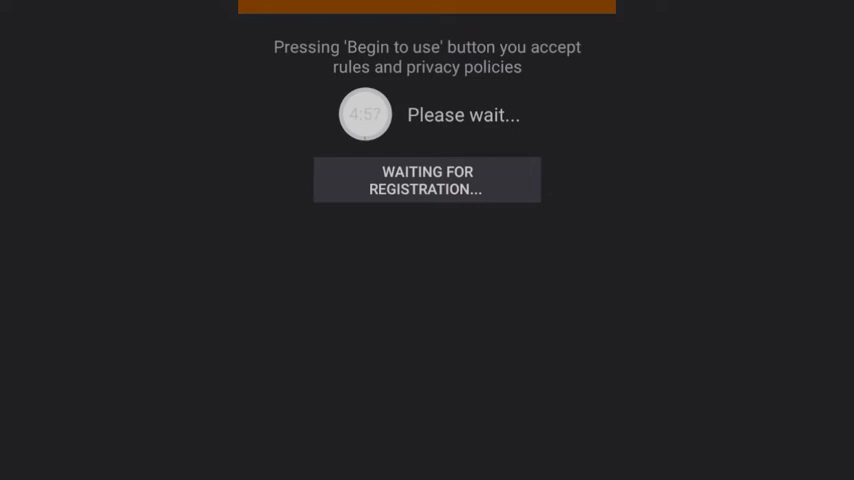 Pressing 'Begin to use' button you accept
rules and privacy policies
4:57
Please wait...
WAITING FOR
REGISTRATION...